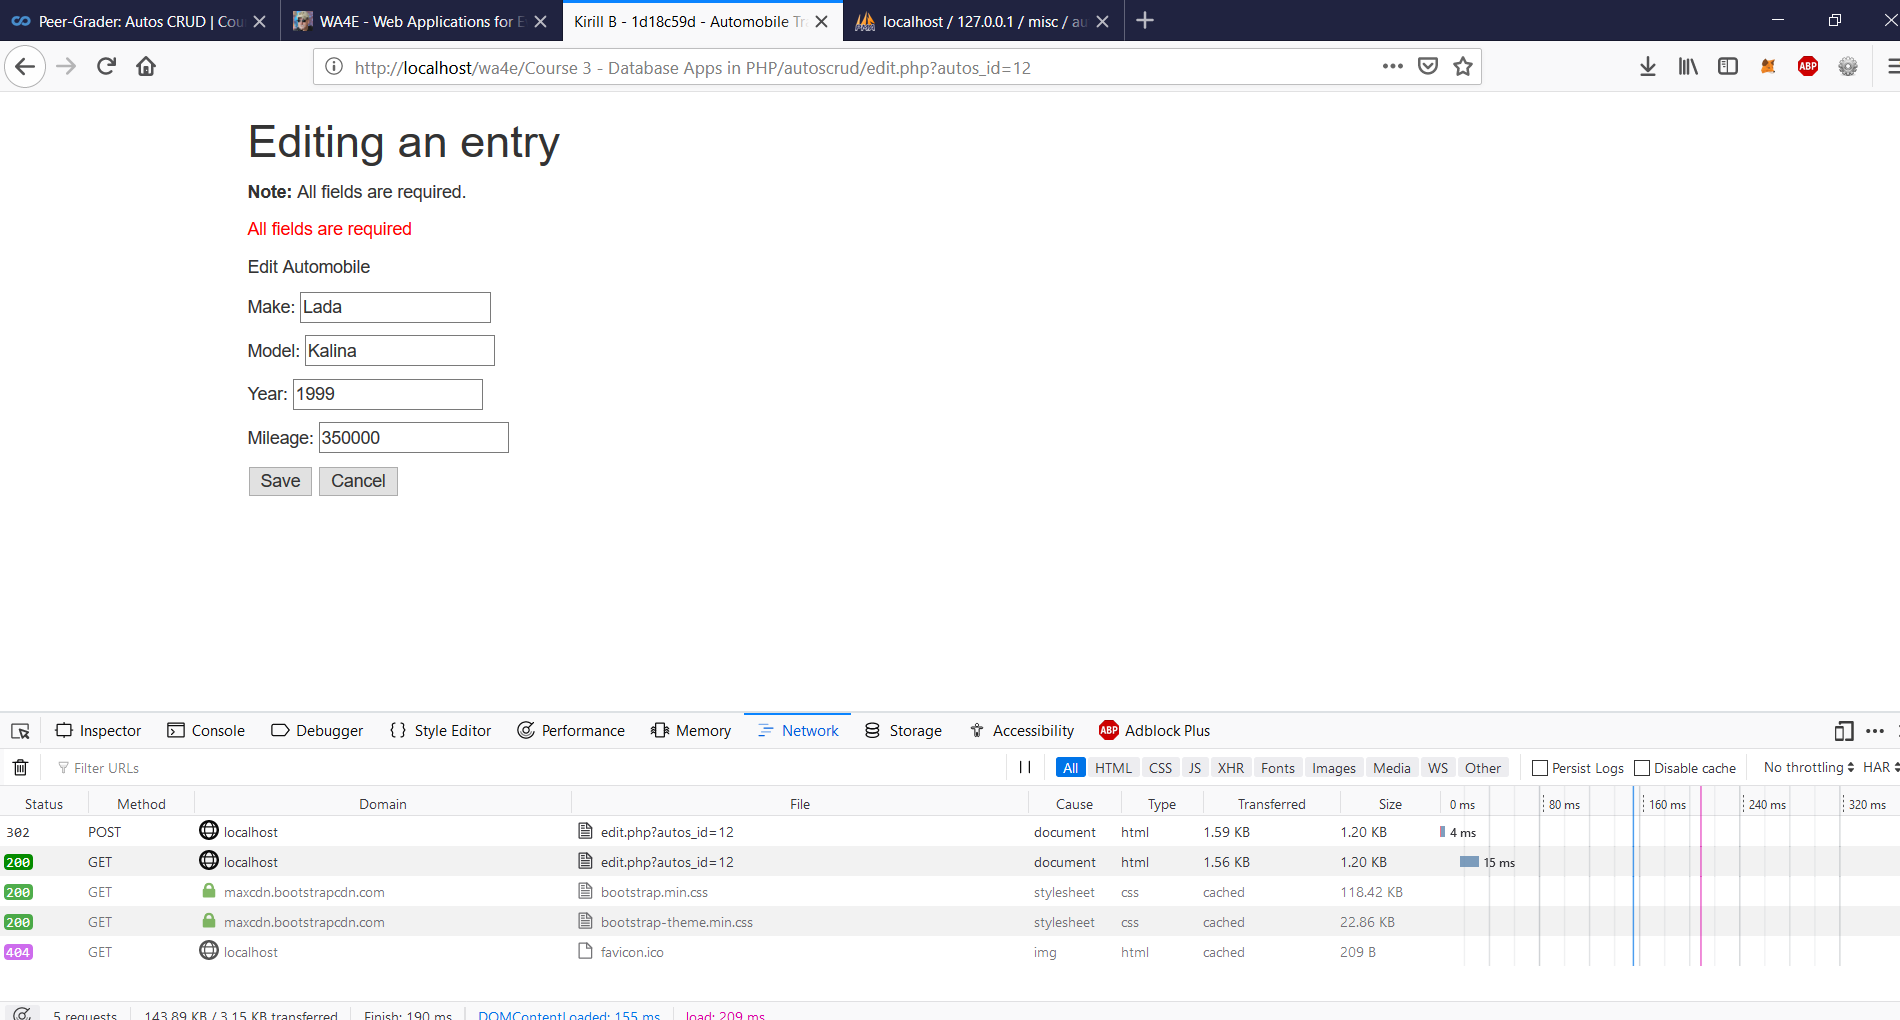 Peer-Grader: Autos CRUD | Cou
WA4E - Web Applications for E
Kirill B - 1d18c59d - Automobile Tr
localhost / 127.0.0.1 / misc / au
http://localhost/wa4e/Course 3 - Database Apps in PHP/autoscrud/edit.php?autos_id=12
ABP
Editing an entry
Note: All fields are required.
All fields are required
Edit Automobile
Make: Lada
Model: Kalina
Year: 1999
Mileage: 350000
Save Cancel
Inspector Console Debugger Style Editor Performance Memory Network Storage Accessibility ABP Adblock Plus
Filter URLs All HTML CSS JS XHR Fonts Images Media WS Other Persist Logs Disable cache No throttling HAR
Status Method Domain File Cause Type Transferred Size 0 ms 80 ms 160 ms 240 ms 320 ms
302 POST localhost edit.php?autos_id=12 document html 1.59 KB 1.20 KB 4 ms
200 GET localhost edit.php?autos_id=12 document html 1.56 KB 1.20 KB 15 ms
200 GET maxcdn.bootstrapcdn.com bootstrap.min.css stylesheet css cached 118.42 KB
200 GET maxcdn.bootstrapcdn.com bootstrap-theme.min.css stylesheet css cached 22.86 KB
404 GET localhost favicon.ico img html cached 209 B
5 requests 143.89 KB / 3.15 KB transferred Finish: 190 ms DOMContentLoaded: 155 ms load: 209 ms